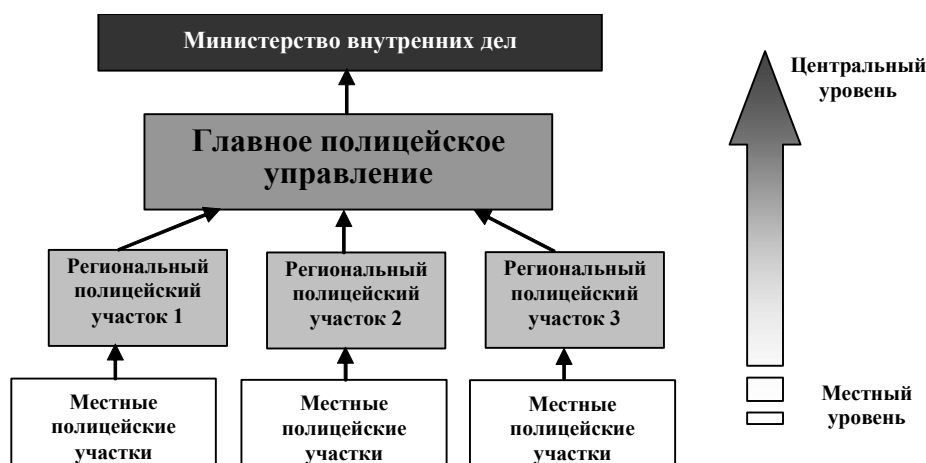 Министерство внутренних дел
Центральный
уровень
Главное полицейское
управление
Региональный
полицейский
участок 1
Региональный
полицейский
участок 2
Региональный
полицейский
участок 3
Местные
полицейские
участки
Местные
полицейские
участки
Местные
полицейские
участки
Местный
уровень